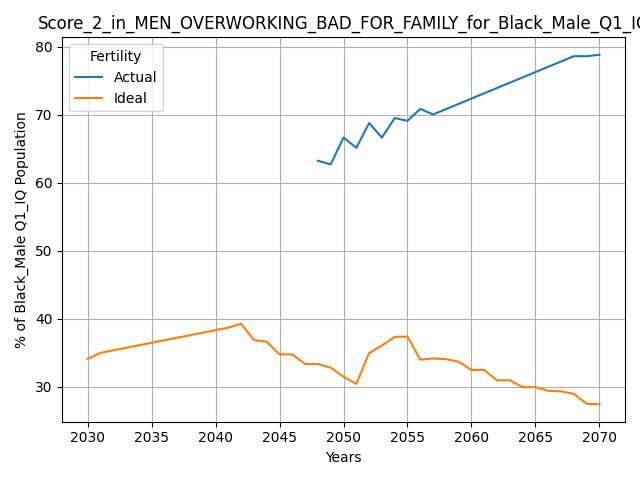 Score_2_in_MEN_OVERWORKING_BAD_FOR_FAMILY_for_Black_Male_Q1_IQ
Fertility
Actual
Ideal
% of Black_Male Q1_IQ Population
80
70
60
50
40
30
2030 2035 2040 2045 2050 2055 2060 2065 2070
Years